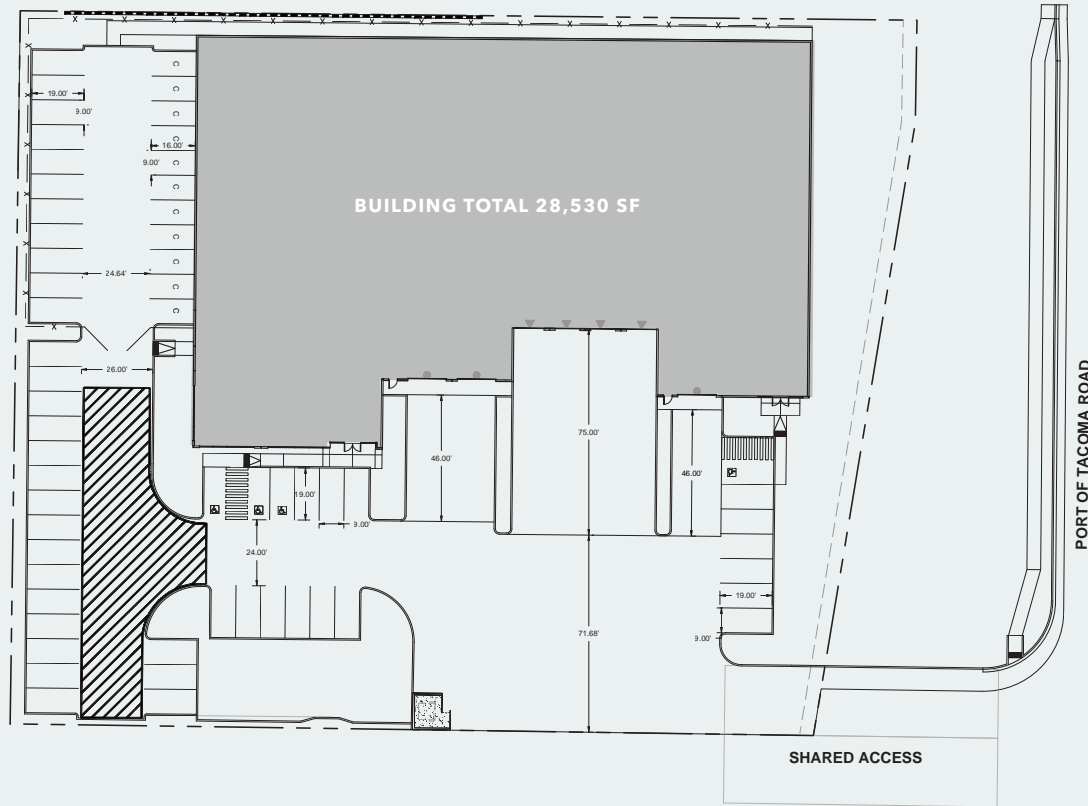 19.00'
9.00'
16.00'
9.00'
C
C
C
C
C
C
C
C
C
C
C
BUILDING TOTAL 28,530 SF
24.64'
26.00'
75.00'
46.00'
46.00'
19.00'
9.00'
24.00'
19.00'
9.00'
71.68'
PORT OF TACOMA ROAD
SHARED ACCESS